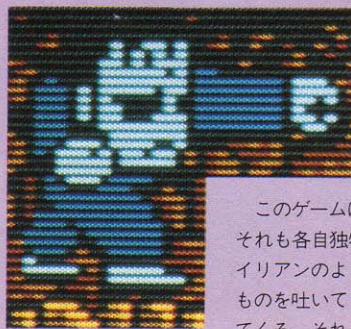 このゲームに
それも各自独特
イリアンのよ
ものを吐いて
てくる。それ